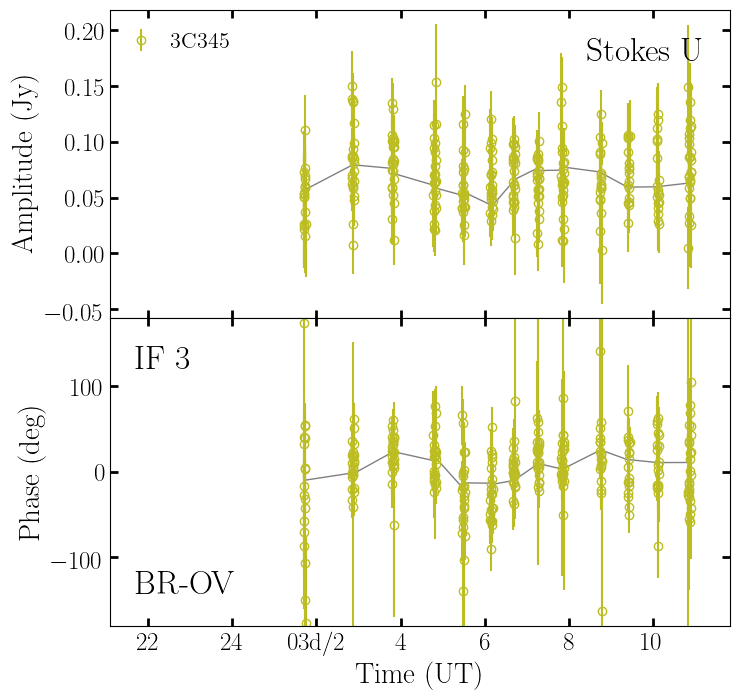 3C345
Stokes U
0.20
0.15
0.10
0.05
0.00
−0.05
Amplitude (Jy)
IF 3
BR-OV
100
0
−100
Phase (deg)
22 24 03d/2 4 6 8 10
Time (UT)